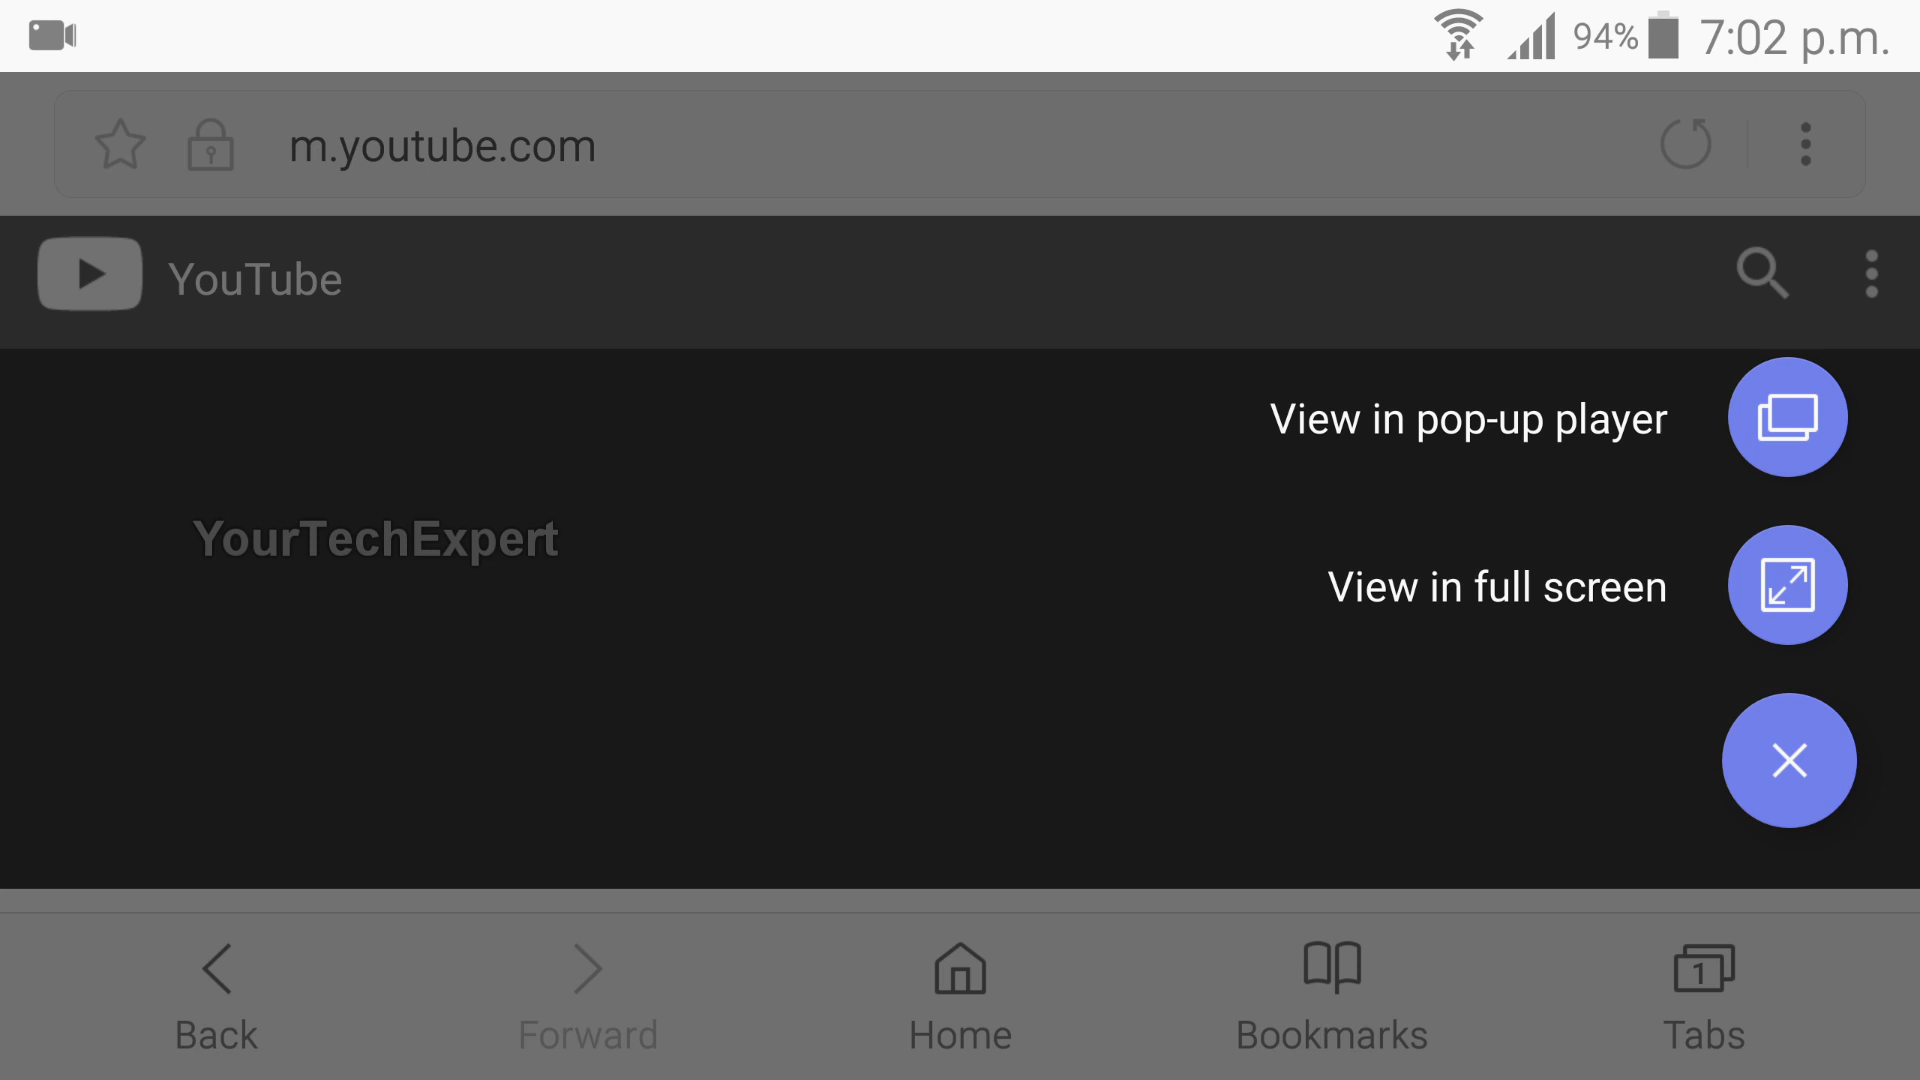 94% 7:02 p.m.
m.youtube.com
YouTube
View in pop-up player
YourTechExpert
View in full screen
1
Back Forward Home Bookmarks Tabs